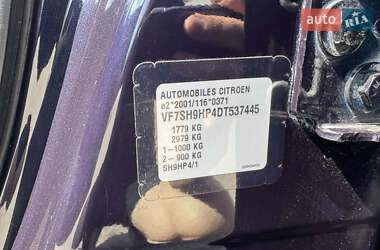 auto RIA
AUTOMOBILES CITROEN
e2*2001/116*0371
VF7SH9HP4DT537445
1779 KG
2979 KG
1-1000 KG
2- 900 KG
SH9HP4/1